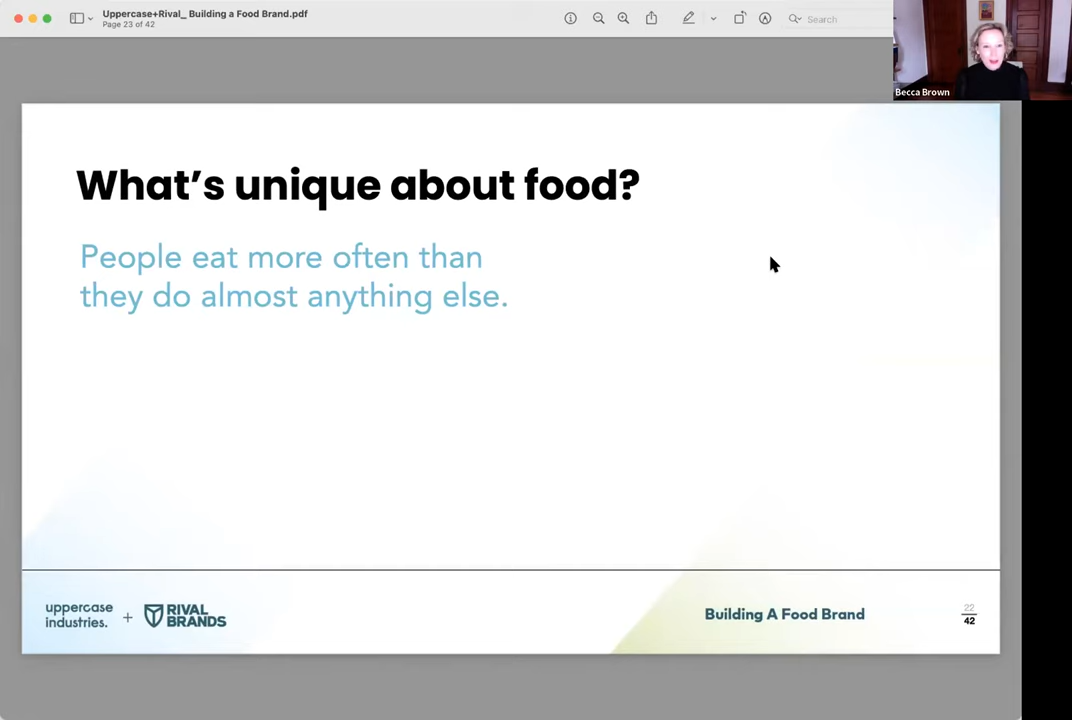 Uppercase+Rival_ Building a Food Brand.pdf
Page 23 of 42
Search
Becca Brown
What's unique about food?
People eat more often than
they do almost anything else.
uppercase
industries.
+
RIVAL
BRANDS
Building A Food Brand
22
42